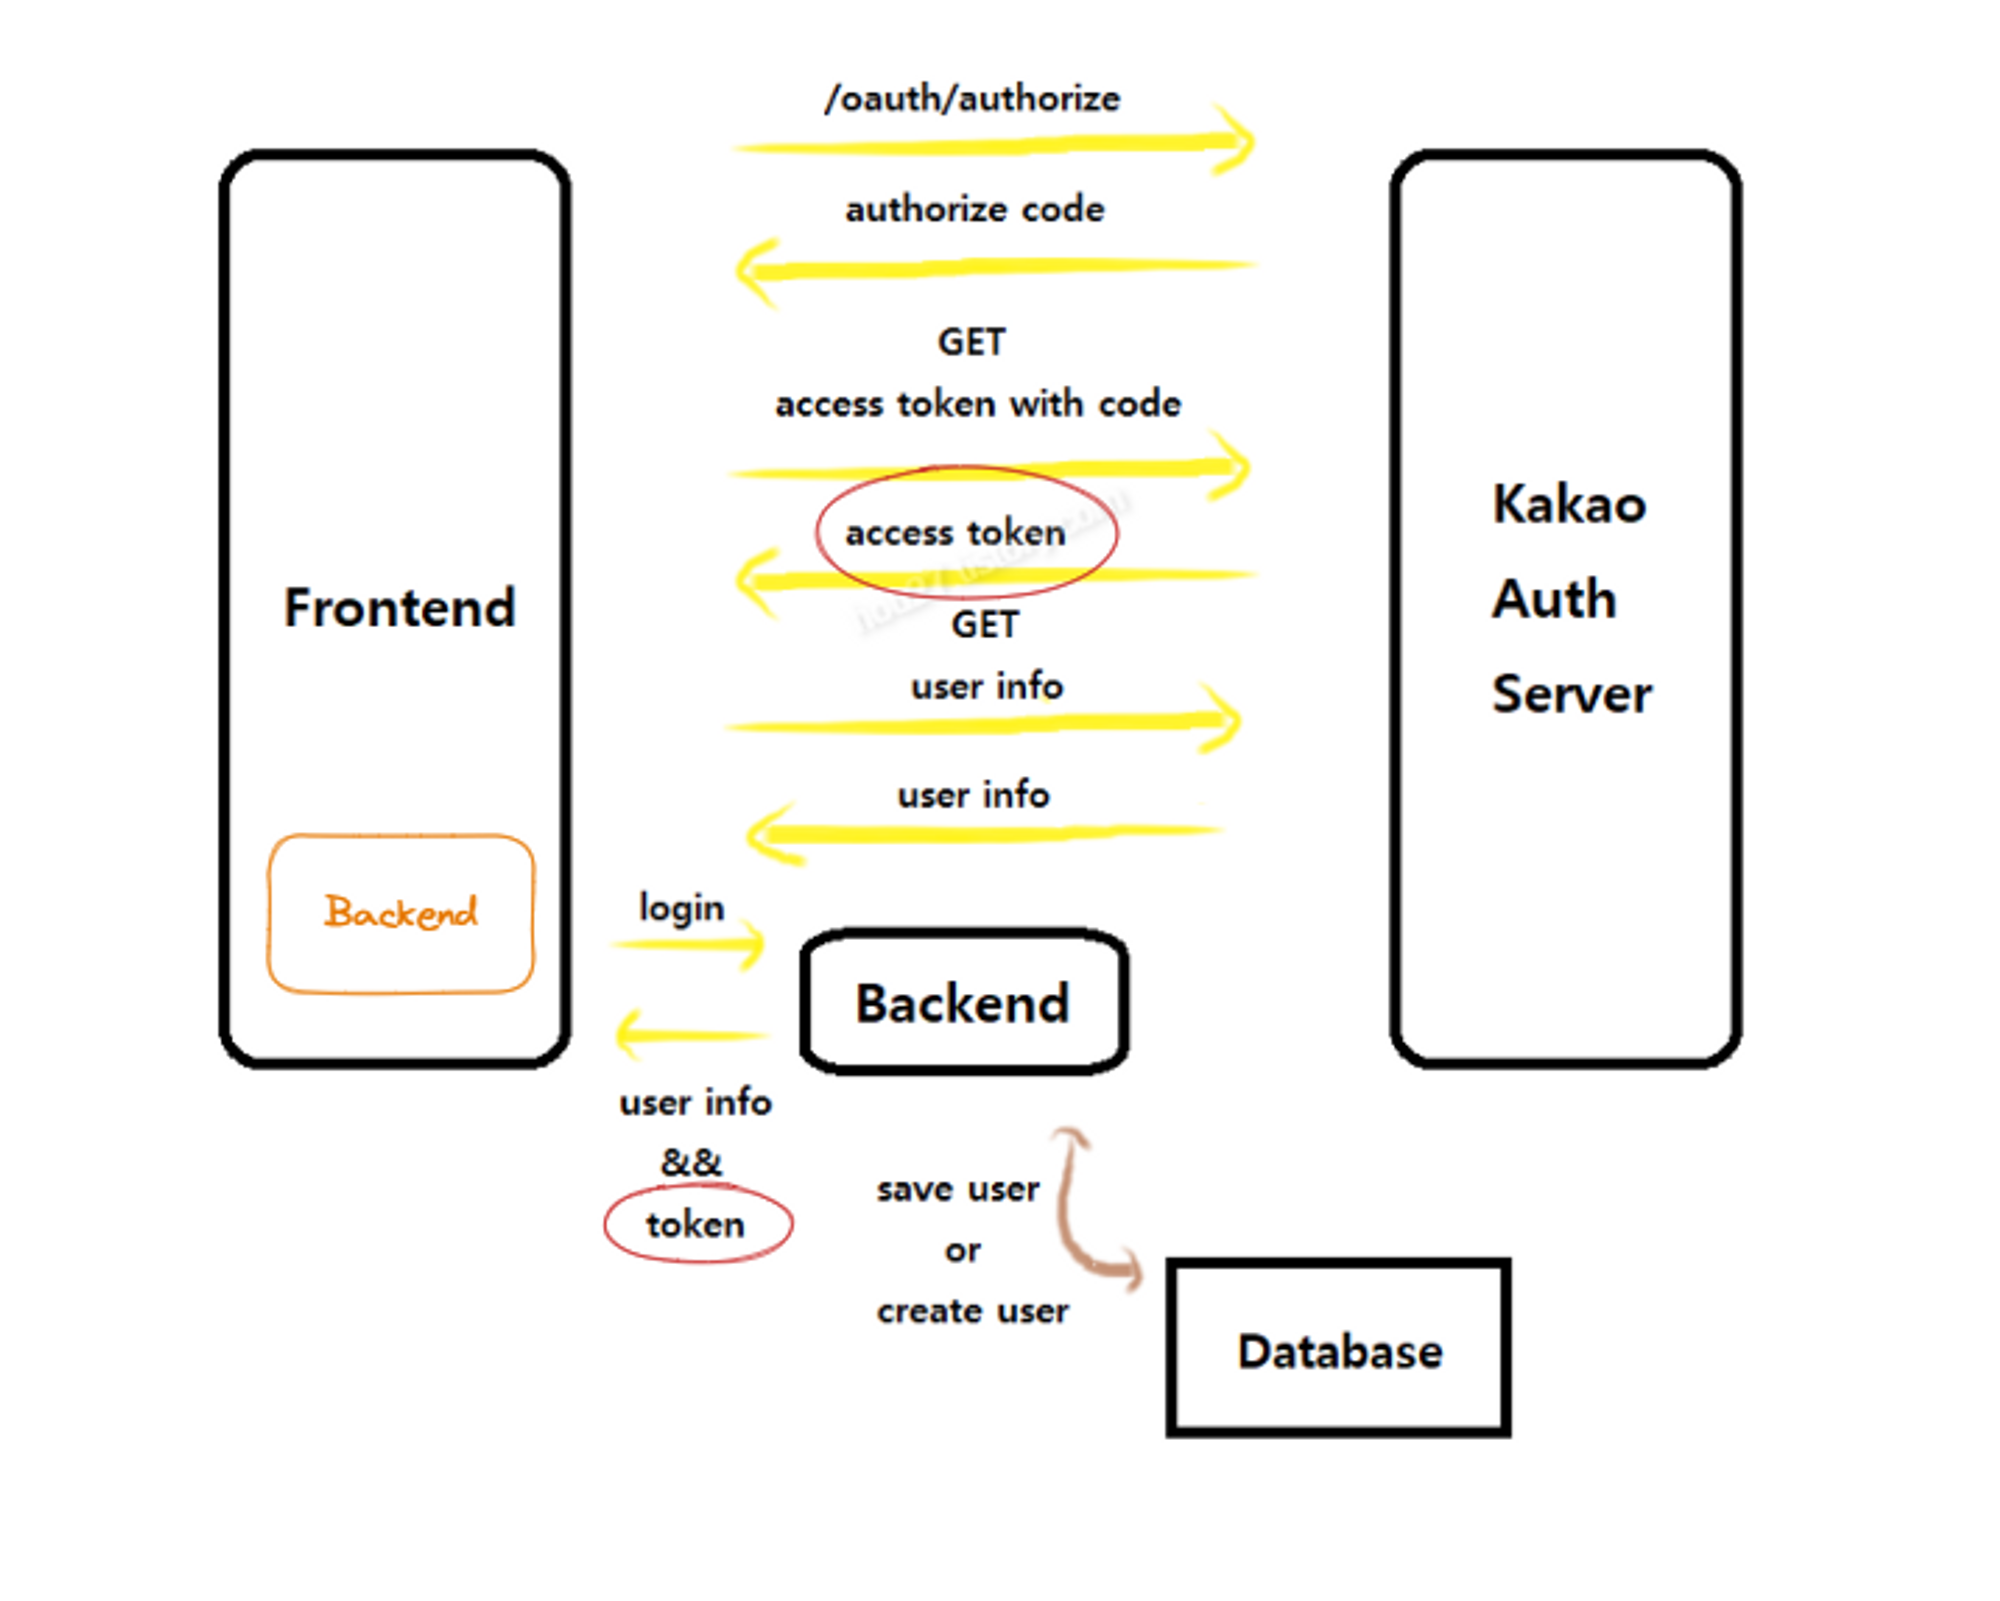 /oauth/authorize
authorize code
GET
access token with code
access token
GET
user info
user info
Frontend
Kakao
Auth
Server
Backend
login
Backend
user info
&&
token
save user
or
create user
Database